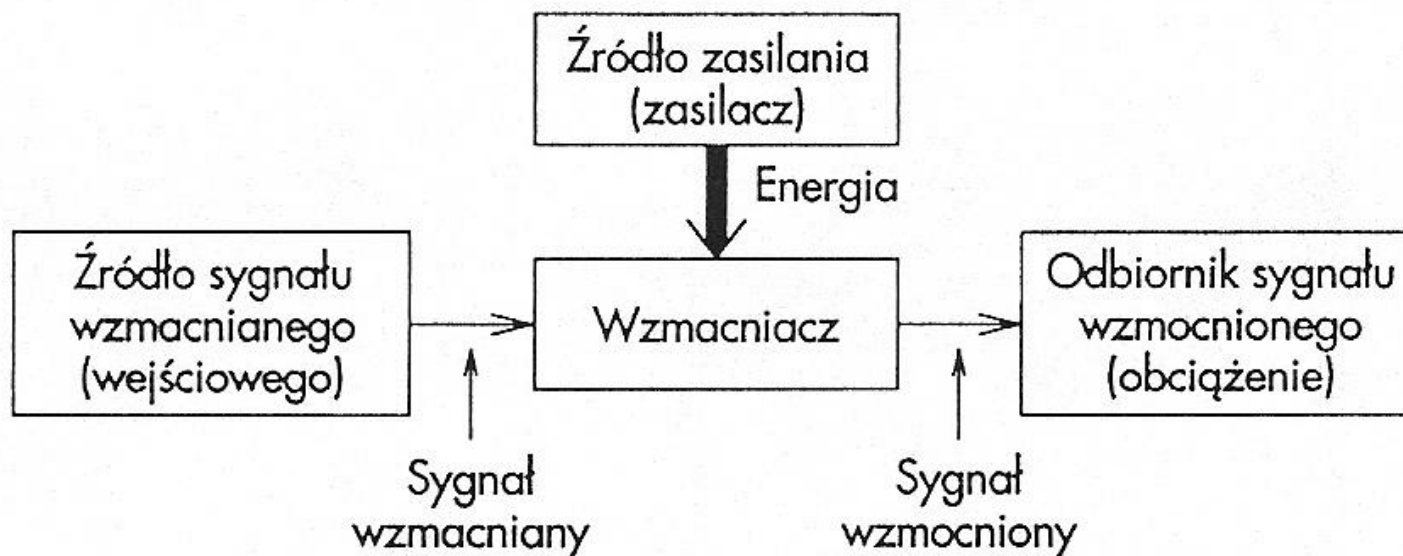 Źródło zasilania
(zasilacz)
Energia
Źródło sygnału
wzmacnianego
(wejściowego)
Wzmacniacz
Odbiornik sygnału
wzmocnionego
(obciążenie)
Sygnał
wzmacniany
Sygnał
wzmocniony